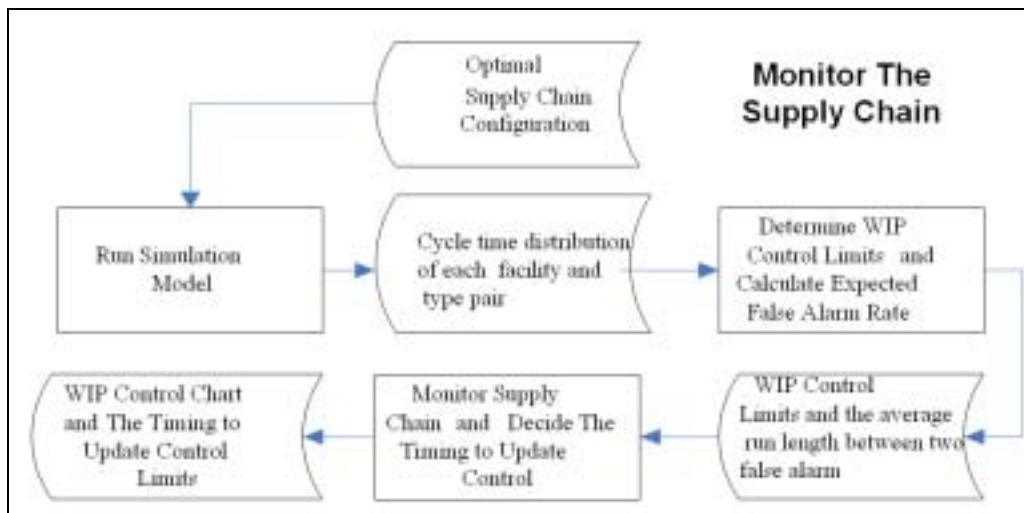 Optimal
Supply Chain
Configuration
Monitor The
Supply Chain
Run Simulation
Model
Cycle time distribution
of each facility and
type pair
Determine WIP
Control Limits and
Calculate Expected
False Alarm Rate
WIP Control
Limits and the average
run length between two
false alarm
Monitor Supply
Chain and Decide The
Timing to Update
Control
WIP Control Chart
and The Timing to
Update Control
Limits